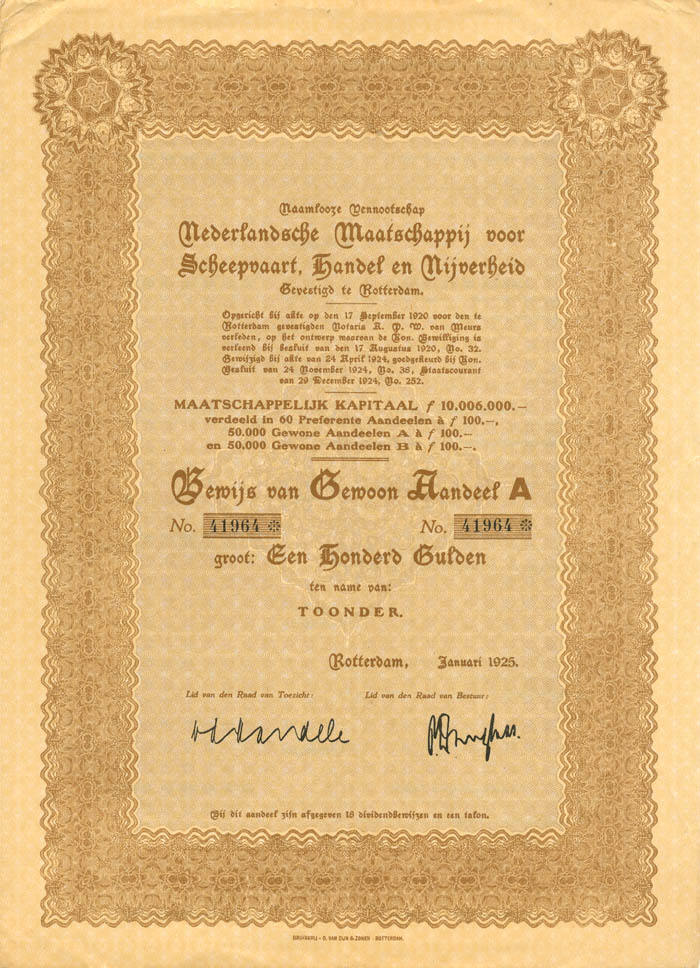 Naamlooze Vennootschap
Nederlandsche Maatschappij voor
Scheepvaart, Handel en Nijverheid
Gevestigd te Rotterdam.
Opgericht bij akte op den 17 September 1920 voor den te
Rotterdam gevestigden Notaris A. P. W. van Meurs
verleden, op het ontwerp waarvan de Kon. Bewilliging is
verleend bij besluit van den 17 Augustus 1920, No. 32.
Gewijzigd bij akte van 24 April 1924, goedgekeurd bij Kon.
Besluit van 24 November 1924, No. 38, Staatscourant
van 29 December 1924, No. 252.
MAATSCHAPPELIJK KAPITAAL ƒ 10.006.000.–
verdeeld in 60 Preferente Aandeelen à ƒ 100.–,
50.000 Gewone Aandeelen A à ƒ 100.–
en 50.000 Gewone Aandeelen B à ƒ 100.–.
Bewijs van Gewoon Aandeel A
No. 41964 * No. 41964 *
groot: Een Honderd Gulden
ten name van:
TOONDER.
Rotterdam, Januari 1925.
Lid van den Raad van Toezicht: Lid van den Raad van Bestuur:
Bij dit aandeel zijn afgegeven 18 dividendbewijzen en een talon.
DRUKKERIJ - D. VAN ZIJN & ZONEN - ROTTERDAM.